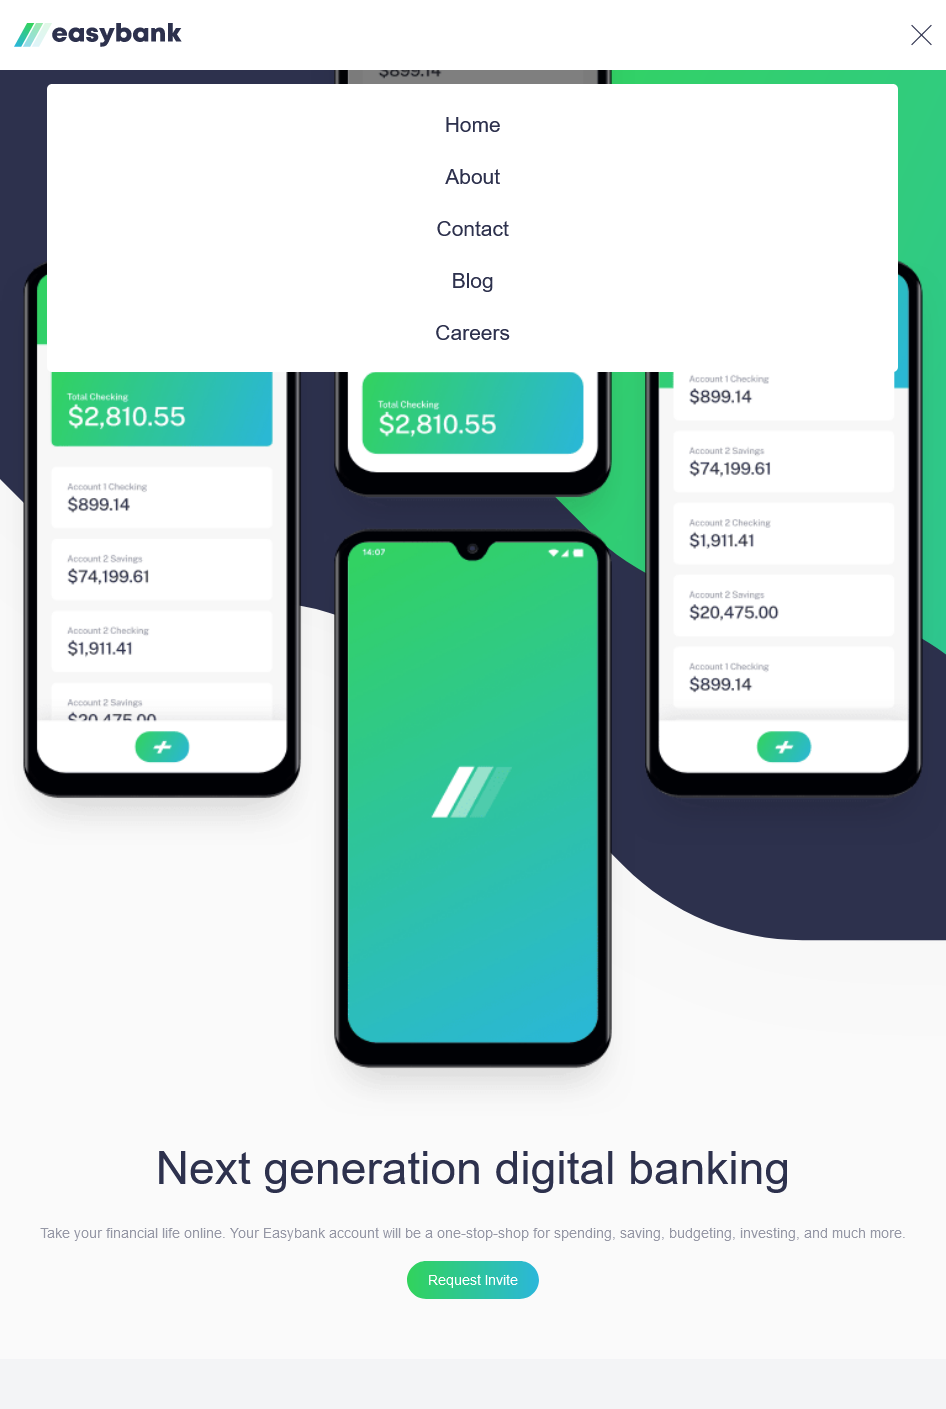 easybank
$899.14
Home
About
Contact
Blog
Careers
Total Checking
$2,810.55
Account 1 Checking
$899.14
Account 2 Savings
$74,199.61
Account 2 Checking
$1,911.41
Account 2 Savings
$20,475.00
Total Checking
$2,810.55
14:07
Account 1 Checking
$899.14
Account 2 Savings
$74,199.61
Account 2 Checking
$1,911.41
Account 2 Savings
$20,475.00
Account 1 Checking
$899.14
Next generation digital banking
Take your financial life online. Your Easybank account will be a one-stop-shop for spending, saving, budgeting, investing, and much more.
Request Invite